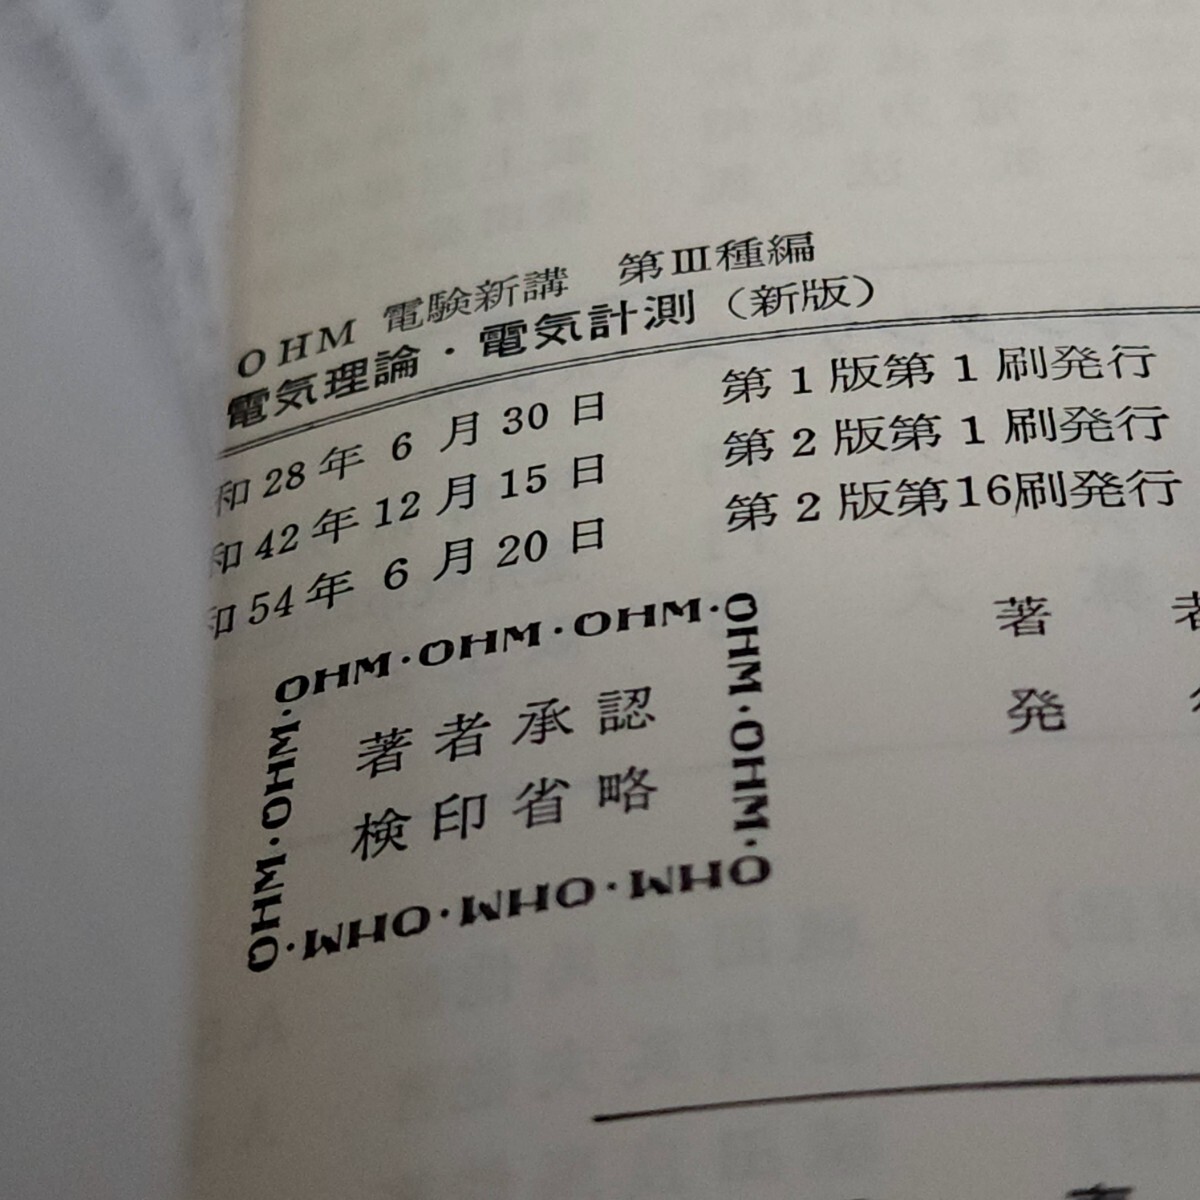 OHM 電験新講 第Ⅲ種編
電気理論・電気計測（新版）
和28年 6 月 30 日 第 1 版第 1 刷発行
和 42 年 12 月 15 日 第 2 版第 1 刷発行
和 54 年 6 月 20 日 第 2 版第16刷発行
OHM・OHM・OHM・OHM・OHM・OHM・OHM・OHM・OHM・OHM
著者承認
検印省略
著 者
発